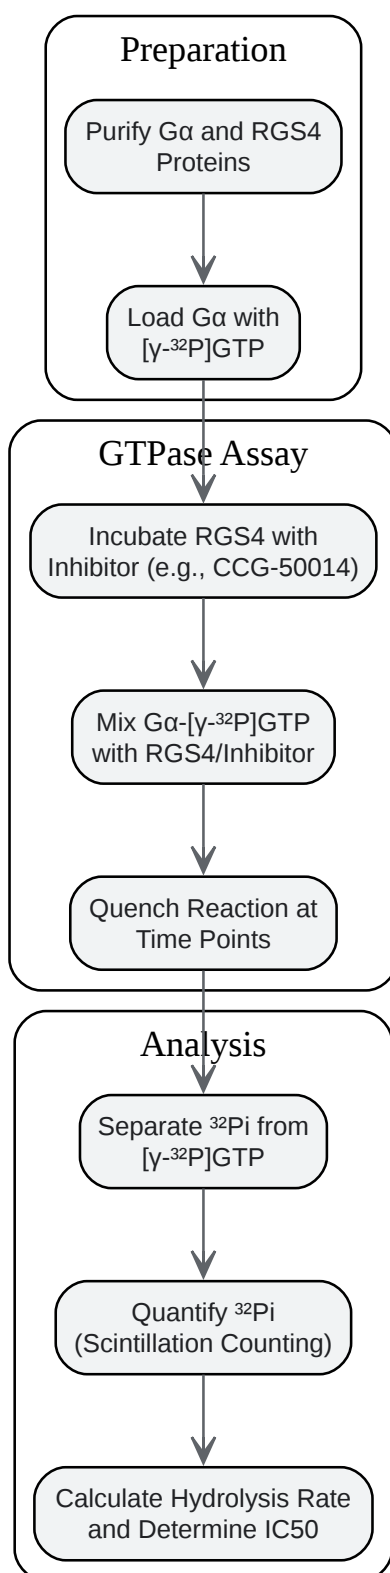 Preparation
Purify Gα and RGS4
Proteins
Load Gα with
[γ-³²P]GTP
GTPase Assay
Incubate RGS4 with
Inhibitor (e.g., CCG-50014)
Mix Gα-[γ-³²P]GTP
with RGS4/Inhibitor
Quench Reaction at
Time Points
Analysis
Separate ³²Pi from
[γ-³²P]GTP
Quantify ³²Pi
(Scintillation Counting)
Calculate Hydrolysis Rate
and Determine IC50